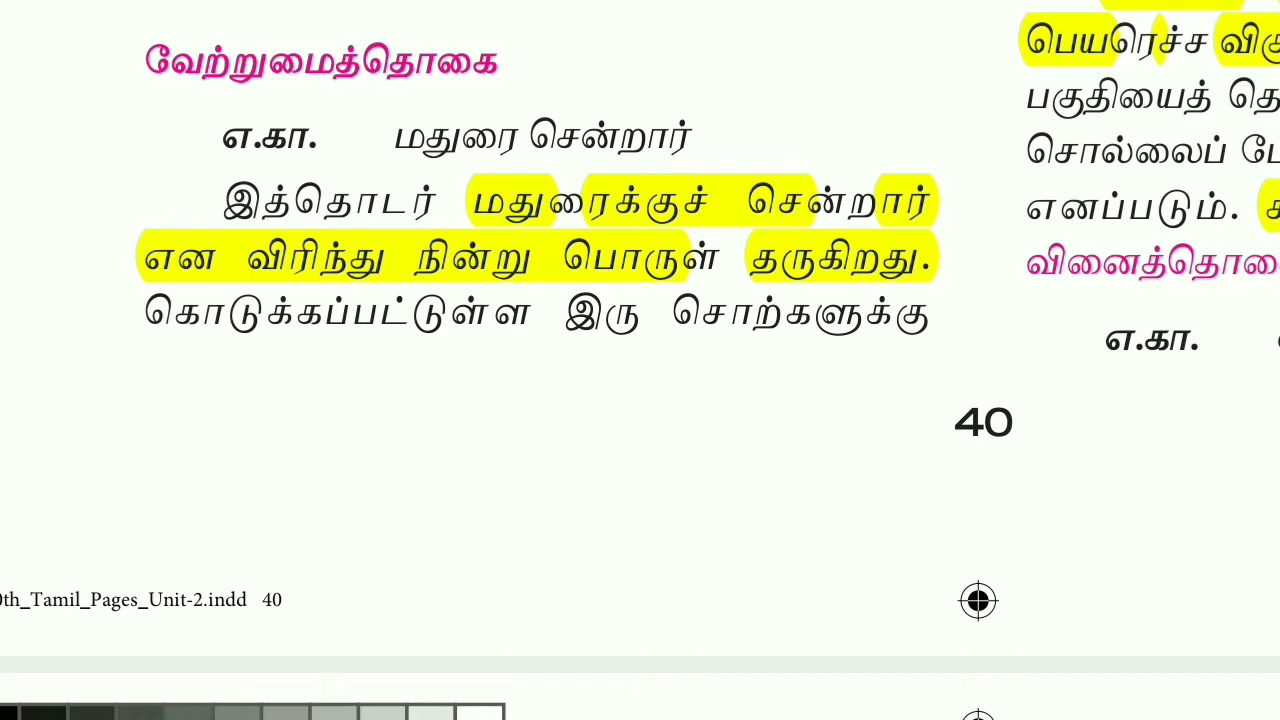 வேற்றுமைத்தொகை
எ.கா. மதுரை சென்றார்
இத்தொடர் மதுரைக்குச் சென்றார்
என விரிந்து நின்று பொருள் தருகிறது.
கொடுக்கப்பட்டுள்ள இரு சொற்களுக்கு
பெயரெச்ச
பகுதியைத்
சொல்லைப்
எனப்படும்.
எ.கா.
40
0th_Tamil_Pages_Unit-2.indd 40